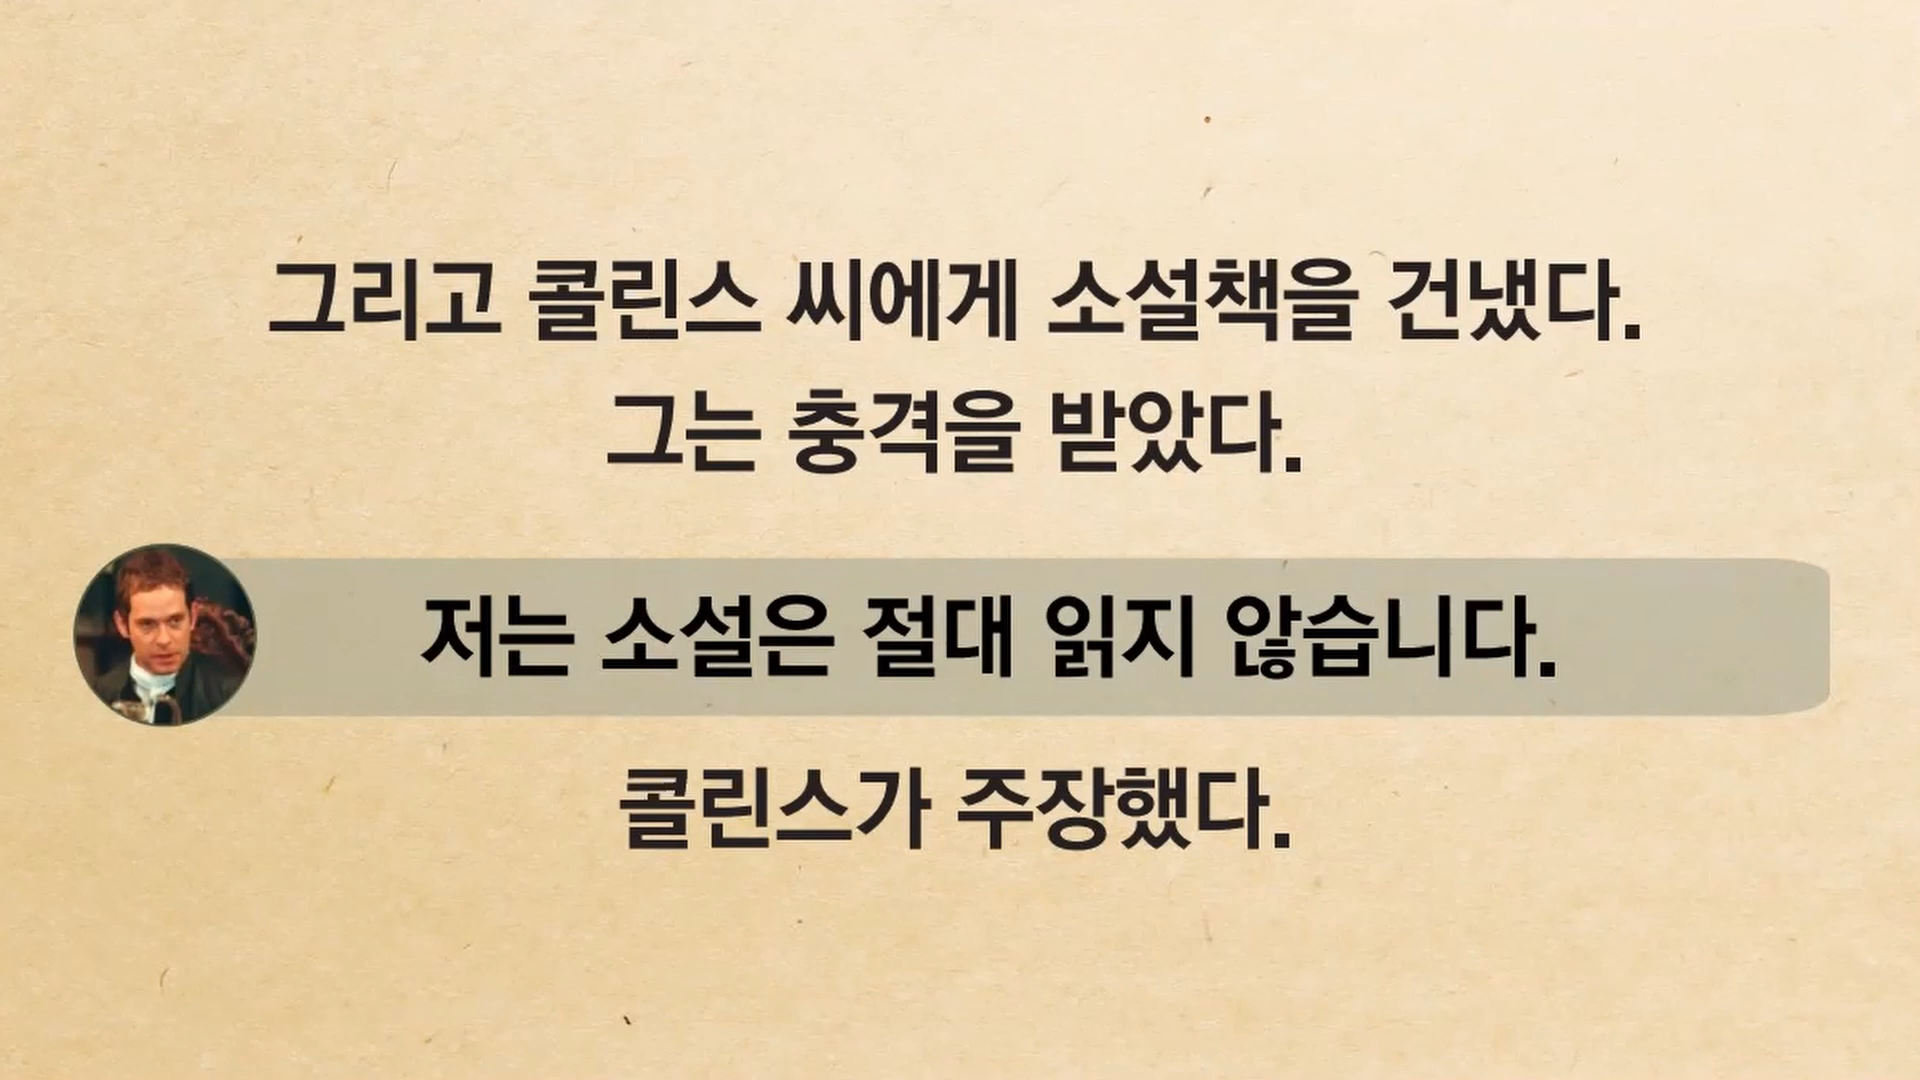 그리고 콜린스 씨에게 소설책을 건냈다.
그는 충격을 받았다.
저는 소설은 절대 읽지 않습니다.
콜린스가 주장했다.